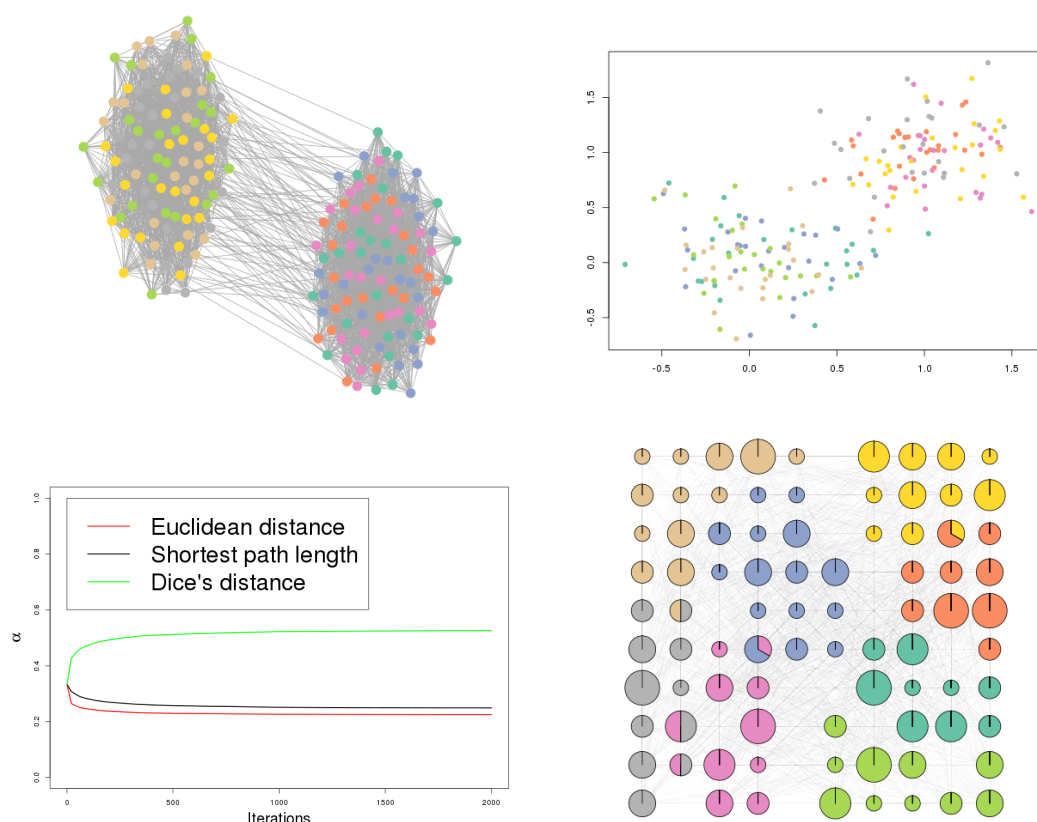 1.5
1.0
0.5
0.0
-0.5
-0.5 0.0 0.5 1.0 1.5
1.0
0.8
0.6
0.4
0.2
0.0
α
Euclidean distance
Shortest path length
Dice's distance
0 500 1000 1500 2000
Iterations